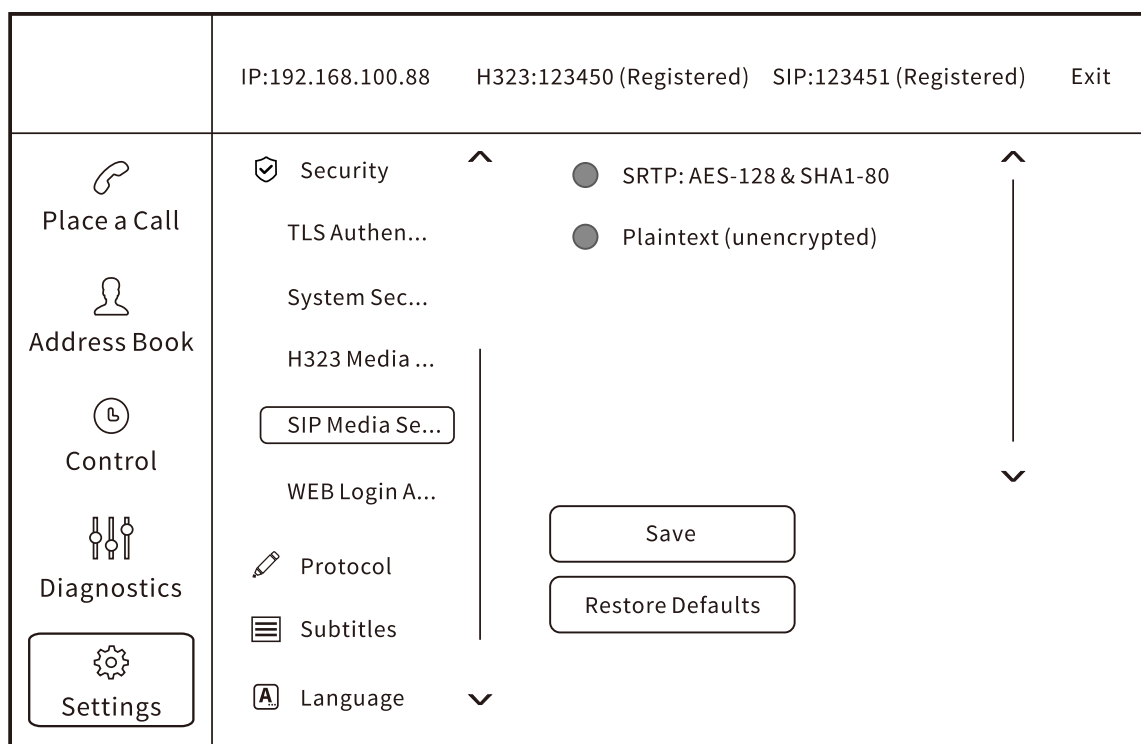 IP:192.168.100.88 H323:123450 (Registered) SIP:123451 (Registered) Exit
Place a Call
Address Book
Control
Diagnostics
Settings
Security
TLS Authen...
System Sec...
H323 Media ...
SIP Media Se...
WEB Login A...
Protocol
Subtitles
A... Language
SRTP: AES-128 & SHA1-80
Plaintext (unencrypted)
Save
Restore Defaults